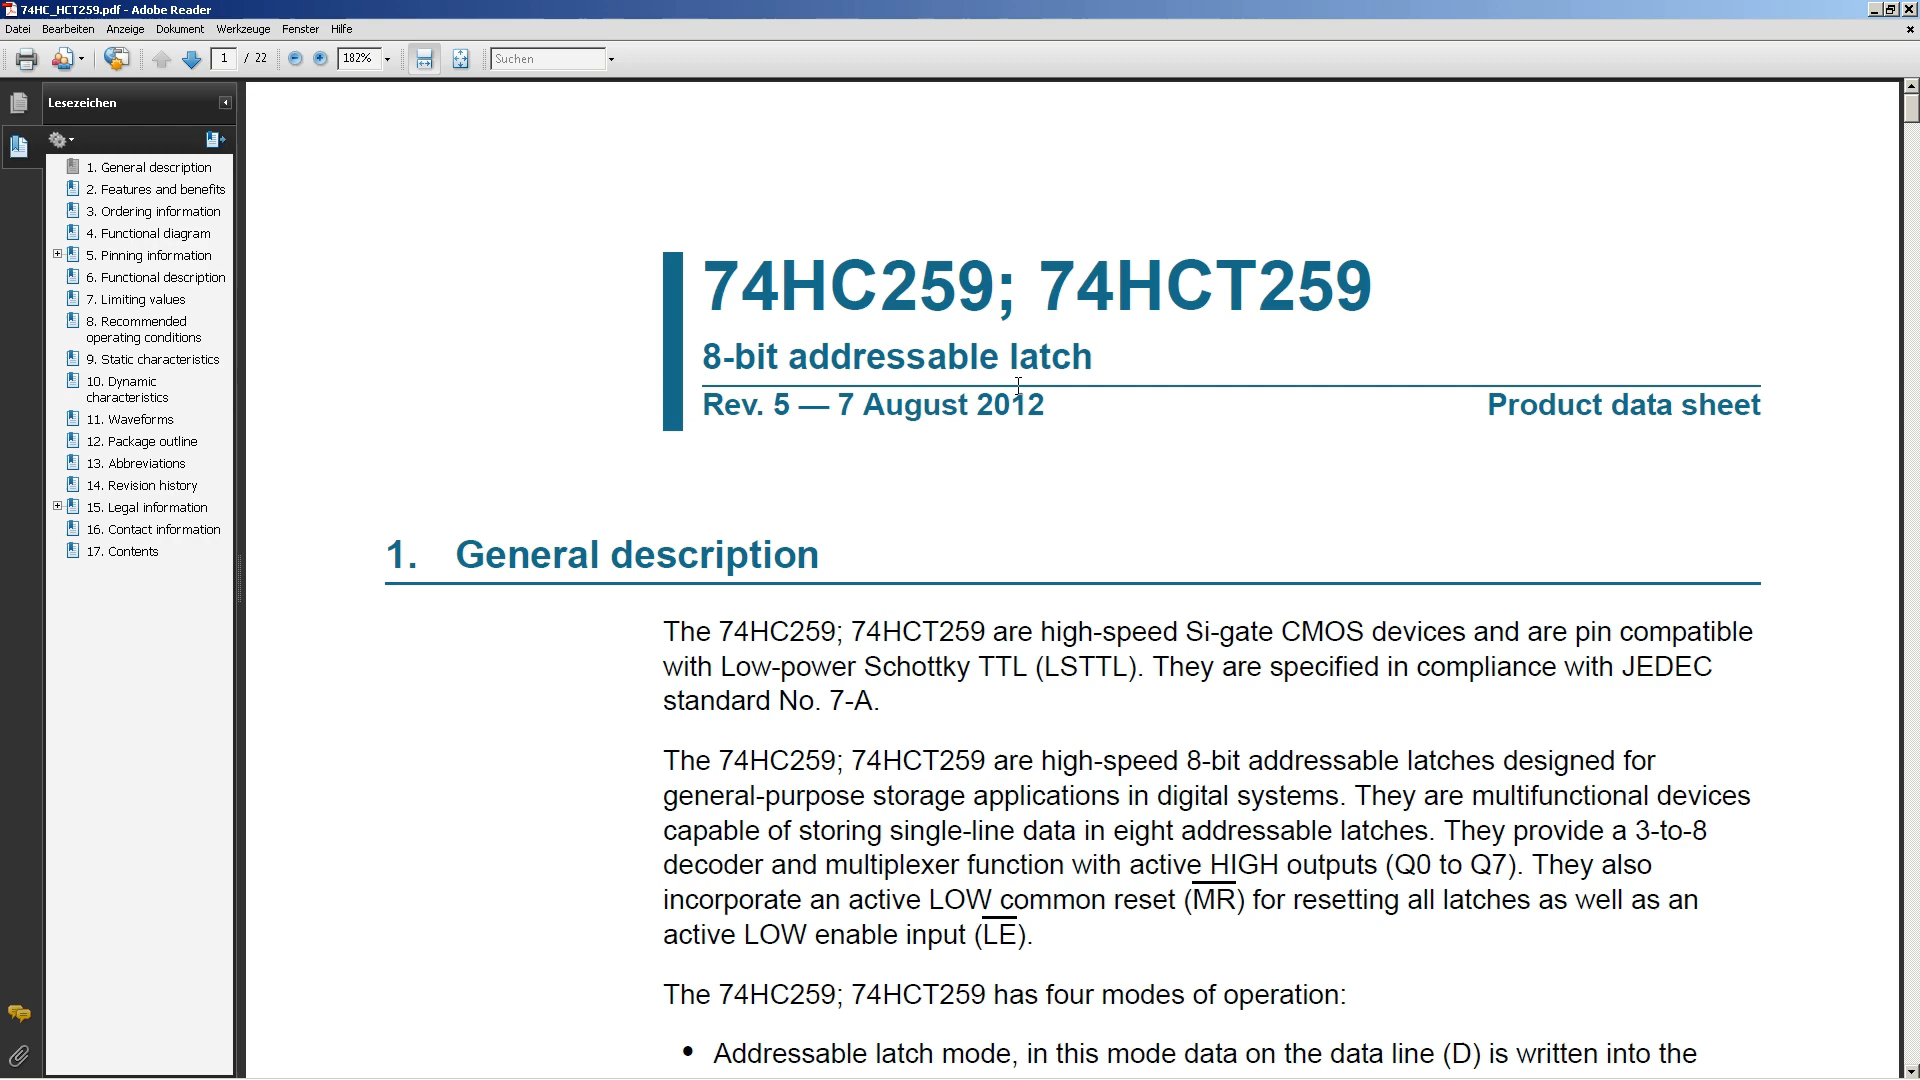 74HC_HCT259.pdf - Adobe Reader
Datei Bearbeiten Anzeige Dokument Werkzeuge Fenster Hilfe
1 / 22 182% Suchen
Lesezeichen
1. General description
2. Features and benefits
3. Ordering information
4. Functional diagram
5. Pinning information
6. Functional description
7. Limiting values
8. Recommended
operating conditions
9. Static characteristics
10. Dynamic
characteristics
11. Waveforms
12. Package outline
13. Abbreviations
14. Revision history
15. Legal information
16. Contact information
17. Contents
74HC259; 74HCT259
8-bit addressable latch
Rev. 5 — 7 August 2012 Product data sheet
1. General description
The 74HC259; 74HCT259 are high-speed Si-gate CMOS devices and are pin compatible
with Low-power Schottky TTL (LSTTL). They are specified in compliance with JEDEC
standard No. 7-A.
The 74HC259; 74HCT259 are high-speed 8-bit addressable latches designed for
general-purpose storage applications in digital systems. They are multifunctional devices
capable of storing single-line data in eight addressable latches. They provide a 3-to-8
decoder and multiplexer function with active HIGH outputs (Q0 to Q7). They also
incorporate an active LOW common reset (MR) for resetting all latches as well as an
active LOW enable input (LE).
The 74HC259; 74HCT259 has four modes of operation:
• Addressable latch mode, in this mode data on the data line (D) is written into the